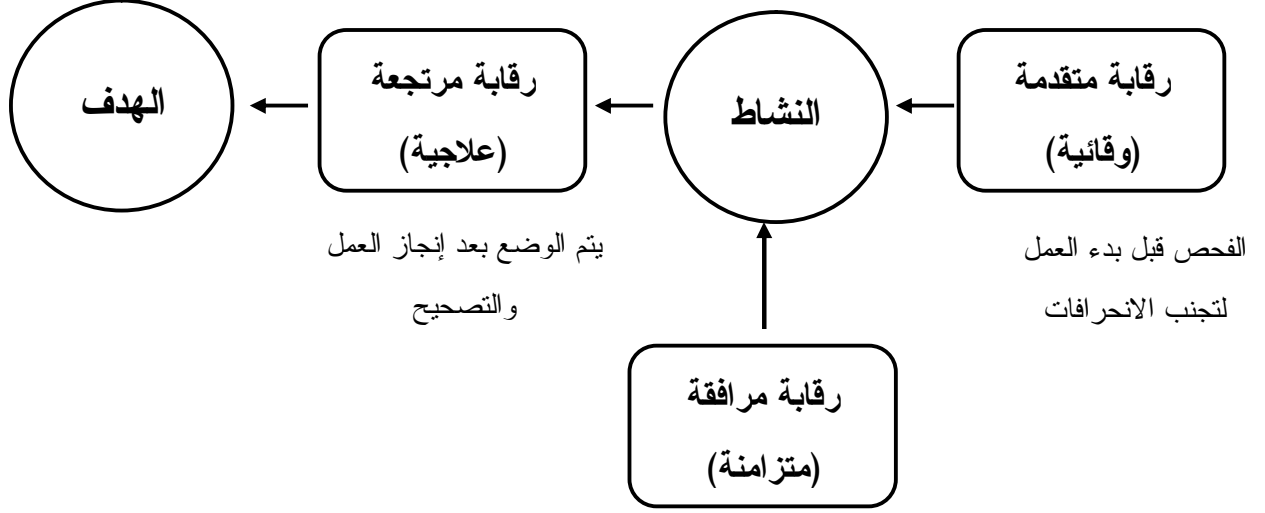 رقابة متقدمة
(وقائية)
الفحص قبل بدء العمل
لتجنب الانحرافات
النشاط
رقابة مرافقة
(متزامنة)
رقابة مرتجعة
(علاجية)
يتم الوضع بعد إنجاز العمل
والتصحيح
الهدف